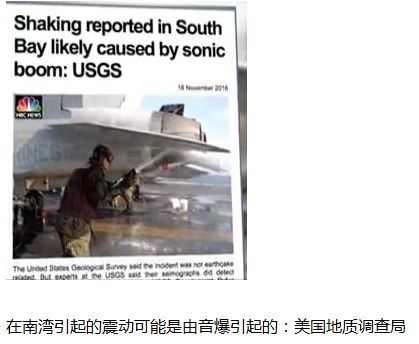 Shaking reported in South
Bay likely caused by sonic
boom: USGS
16 November 2016
NBC NEWS
The United States Geological Survey said the incident was not earthqake
related. But experts at the USGS said their seismographs did detect
在南湾引起的震动可能是由音爆引起的：美国地质调查局